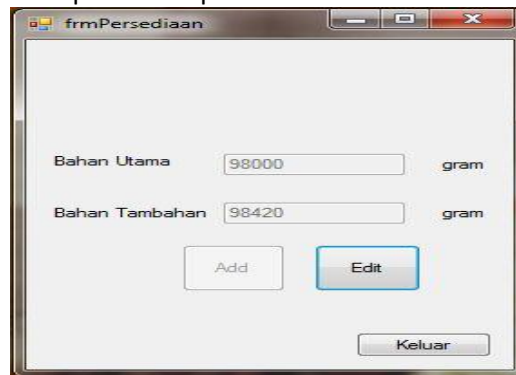 frmPersediaan
Bahan Utama 98000 gram
Bahan Tambahan 98420 gram
Add Edit
Keluar